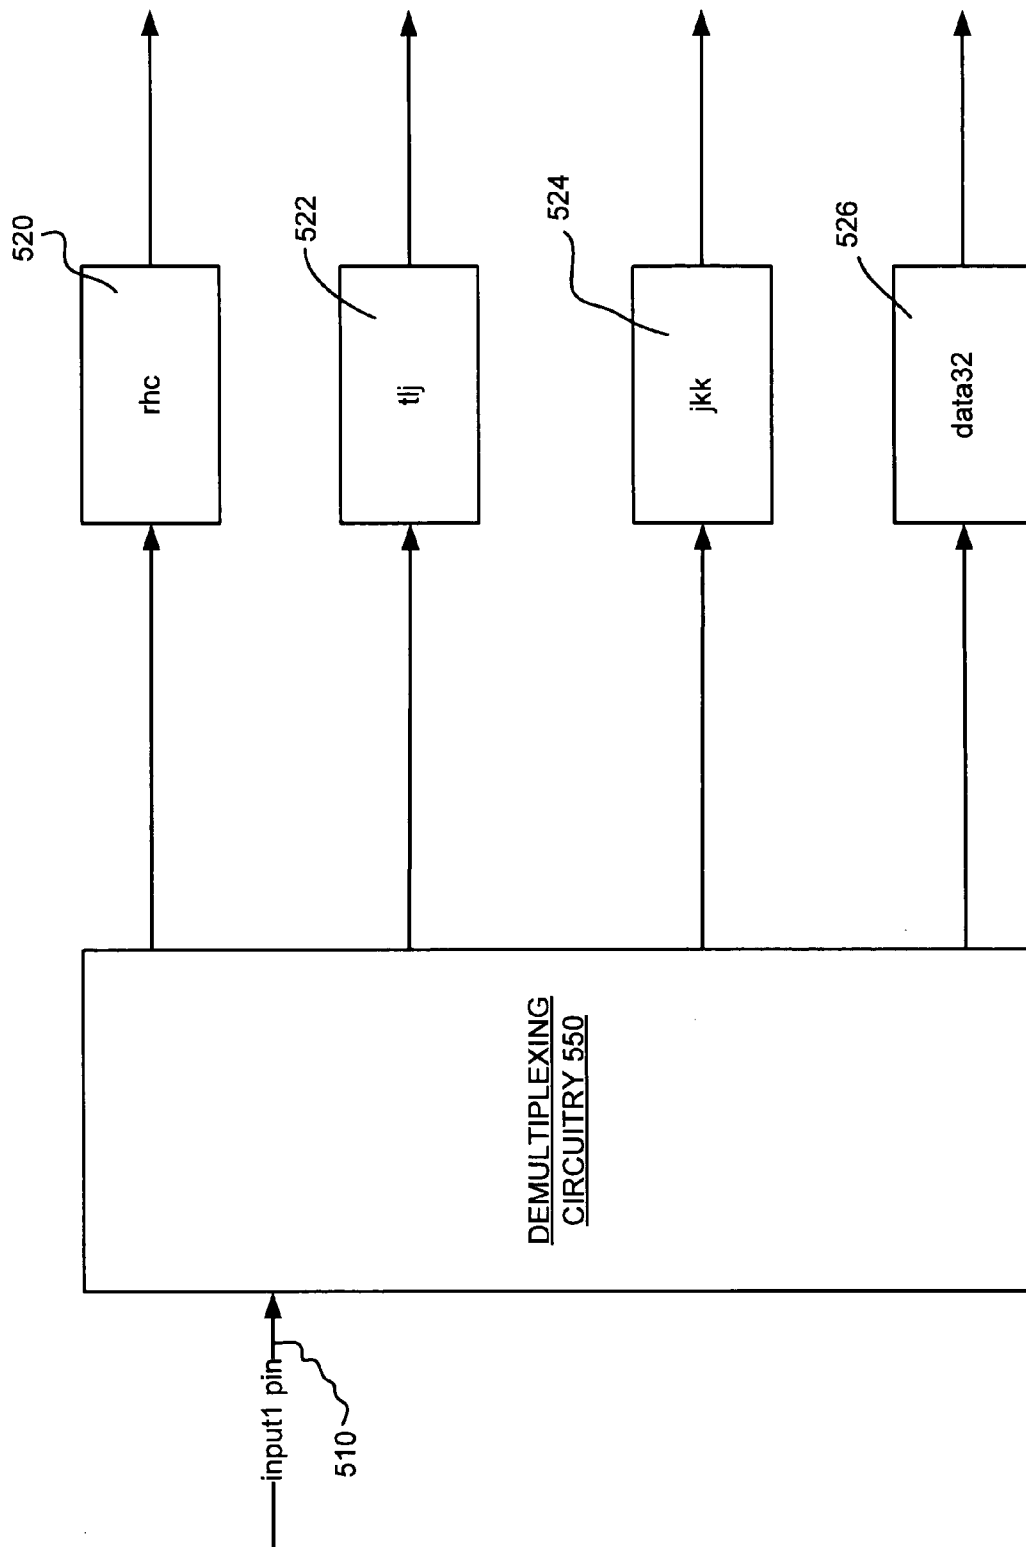 520
rhc
522
tlj
524
jkk
526
data32
DEMULTIPLEXING
CIRCUITRY 550
input1 pin
510